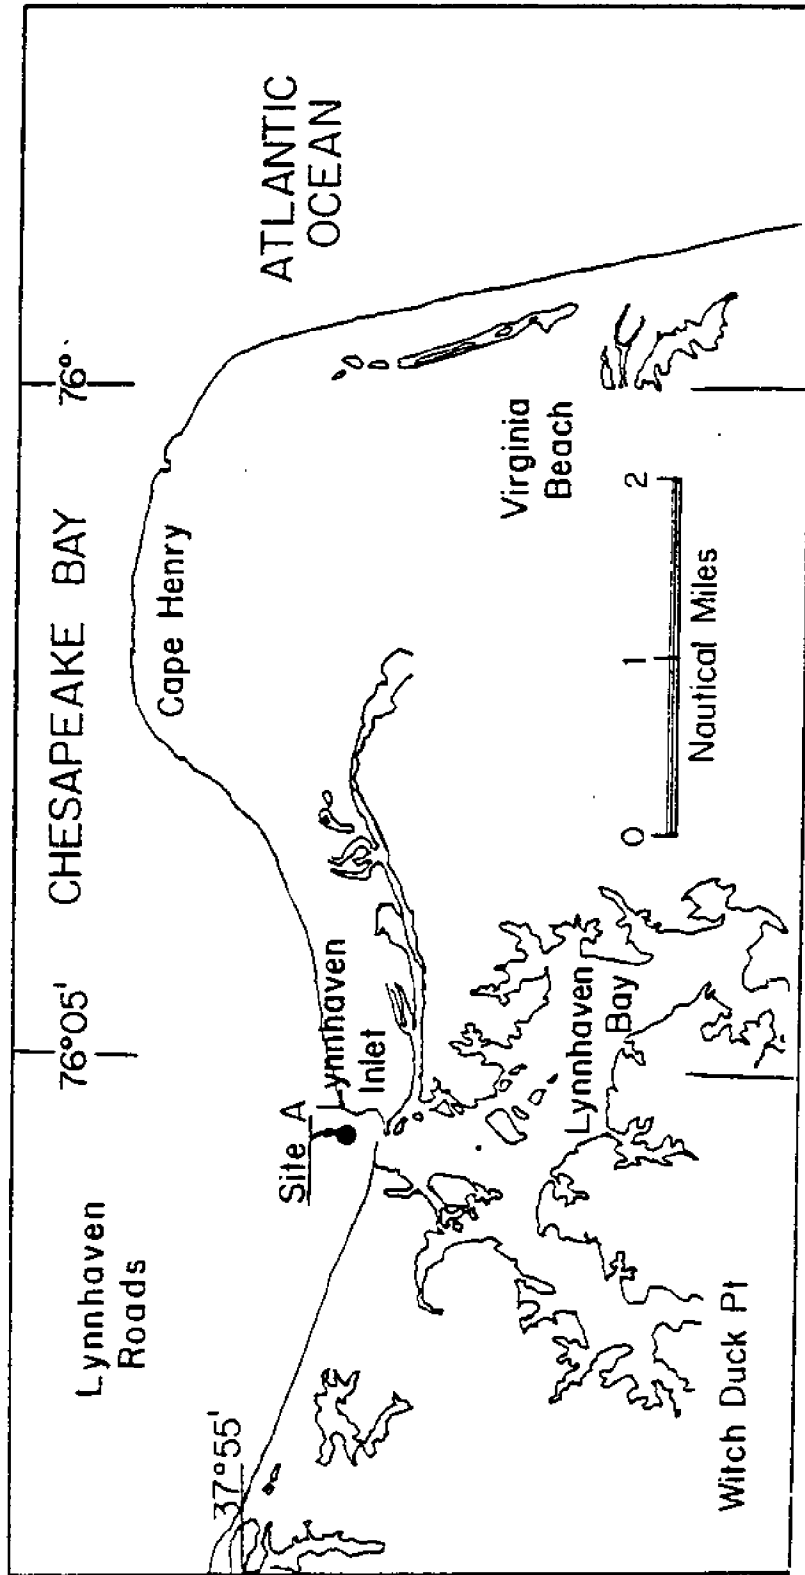 CHESAPEAKE BAY
ATLANTIC
OCEAN
76°
76°05'
37°55'
Lynnhaven
Roads
Site A
Lynnhaven
Inlet
Cape Henry
Virginia
Beach
Lynnhaven
Bay
Witch Duck Pt
0 1 2
Nautical Miles